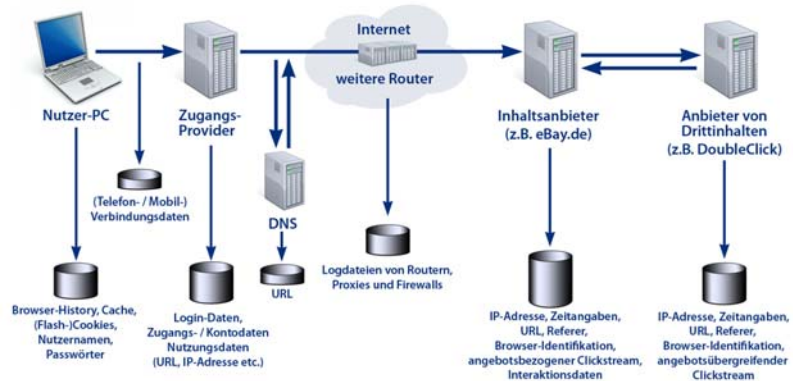 Internet
weitere Router
Nutzer-PC
Zugangs-
Provider
Inhaltsanbieter
(z.B. eBay.de)
Anbieter von
Drittinhalten
(z.B. DoubleClick)
(Telefon- / Mobil-)
Verbindungsdaten
DNS
Browser-History, Cache,
(Flash-)Cookies,
Nutzernamen,
Passwörter
Login-Daten,
Zugangs- / Kontodaten
Nutzungsdaten
(URL, IP-Adresse etc.)
URL
Logdateien von Routern,
Proxies und Firewalls
IP-Adresse, Zeitangaben,
URL, Referer,
Browser-Identifikation,
angebotsbezogener Clickstream,
Interaktionsdaten
IP-Adresse, Zeitangaben,
URL, Referer,
Browser-Identifikation,
angebotsübergreifender
Clickstream